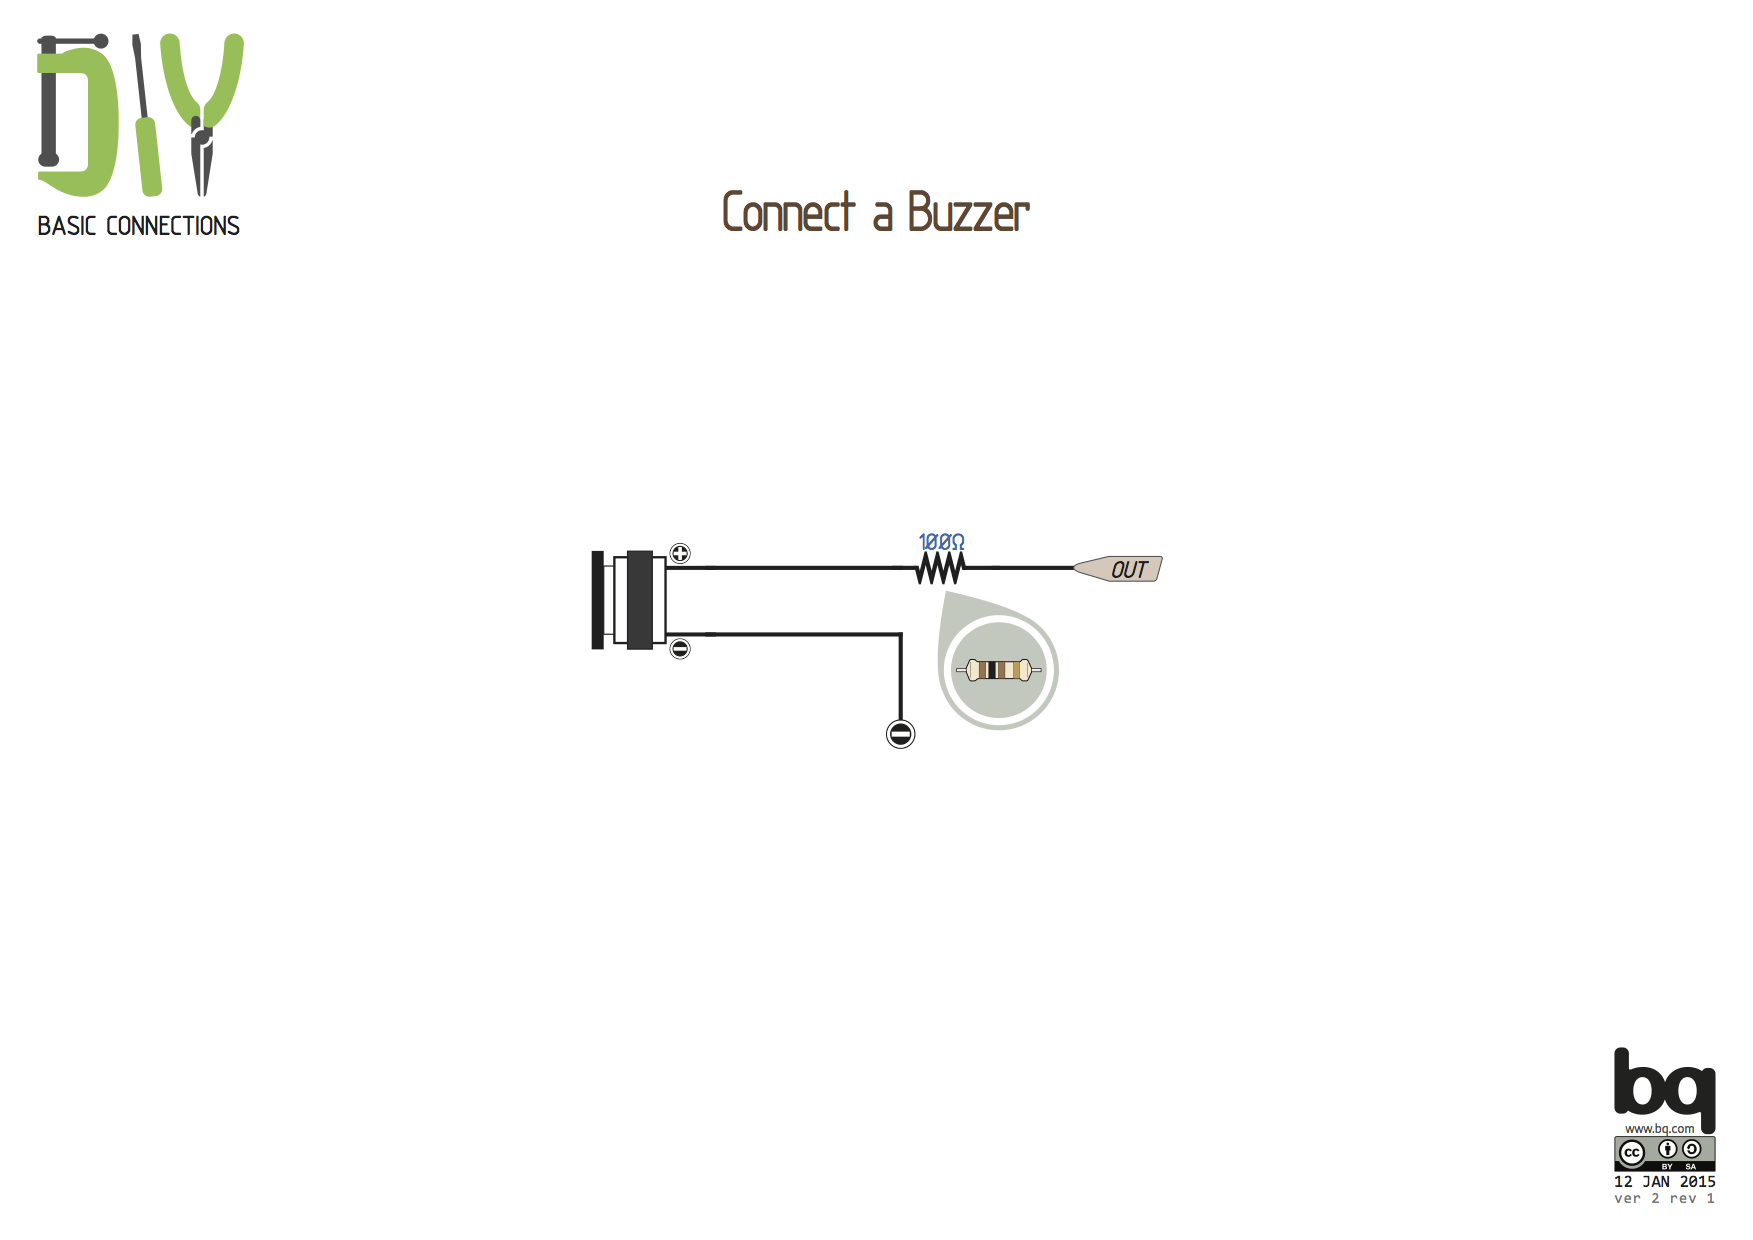 DIY
BASIC CONNECTIONS
Connect a Buzzer
100Ω
OUT
bq
www.bq.com
cc
BY SA
12 JAN 2015
ver 2 rev 1